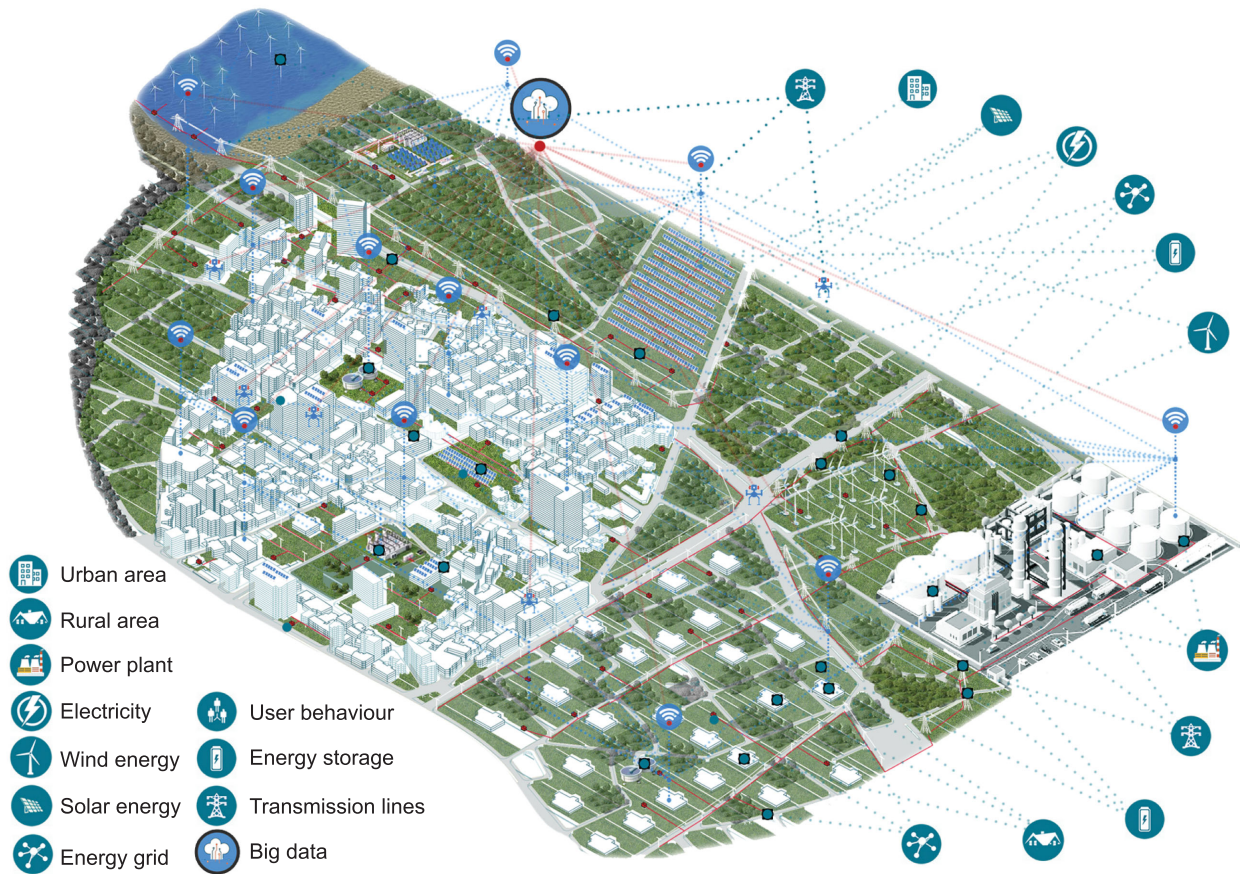 Urban area
Rural area
Power plant
Electricity
Wind energy
Solar energy
Energy grid
User behaviour
Energy storage
Transmission lines
Big data